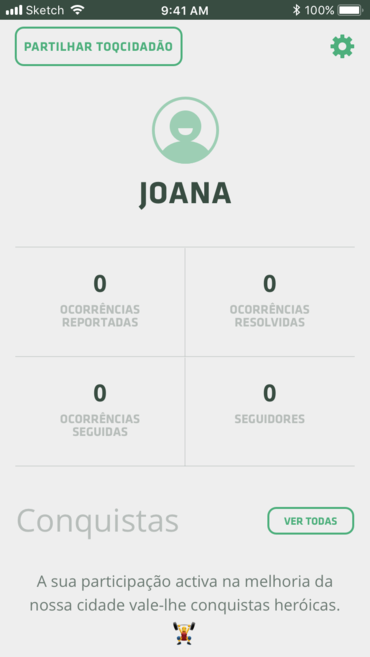 Sketch 9:41 AM 100%
PARTILHAR TOQCIDADÃO
JOANA
0 0
OCORRÊNCIAS OCORRÊNCIAS
REPORTADAS RESOLVIDAS
0 0
OCORRÊNCIAS SEGUIDORES
SEGUIDAS
Conquistas VER TODAS
A sua participação activa na melhoria da
nossa cidade vale-lhe conquistas heróicas.